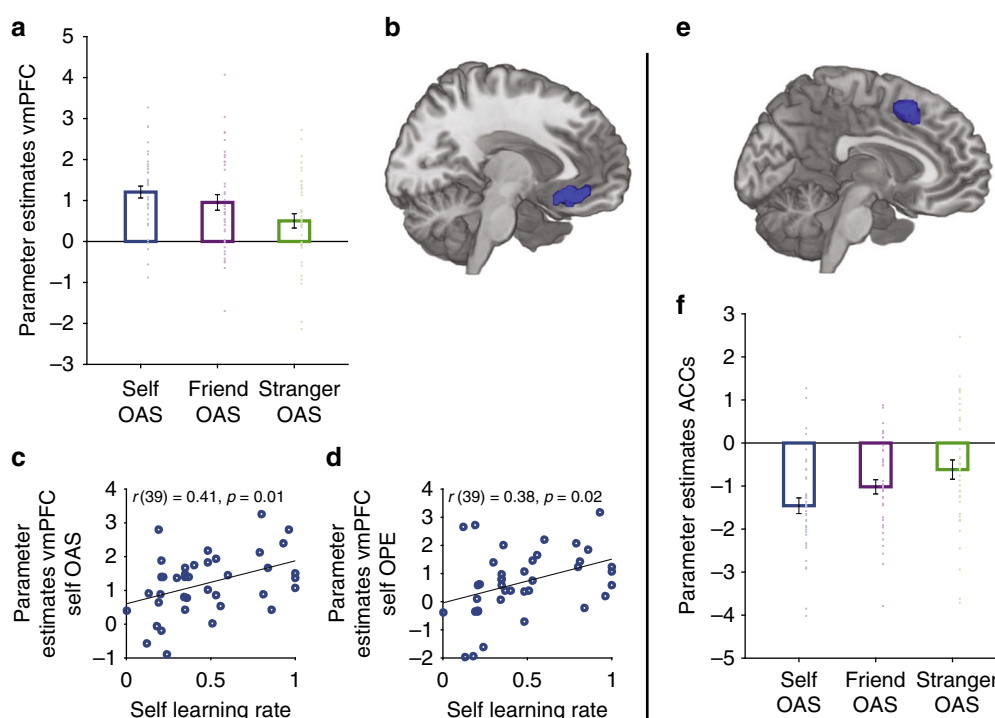 a
Parameter estimates vmPFC
5
4
3
2
1
0
–1
–2
–3
Self
OAS
Friend
OAS
Stranger
OAS
b
c
r(39) = 0.41, p = 0.01
Parameter
estimates vmPFC
self OAS
4
3
2
1
0
–1
0
0.5
1
Self learning rate
d
r(39) = 0.38, p = 0.02
Parameter
estimates vmPFC
self OPE
4
3
2
1
0
–1
–2
0
0.5
1
Self learning rate
e
f
Parameter estimates ACCs
3
2
1
0
–1
–2
–3
–4
–5
Self
OAS
Friend
OAS
Stranger
OAS